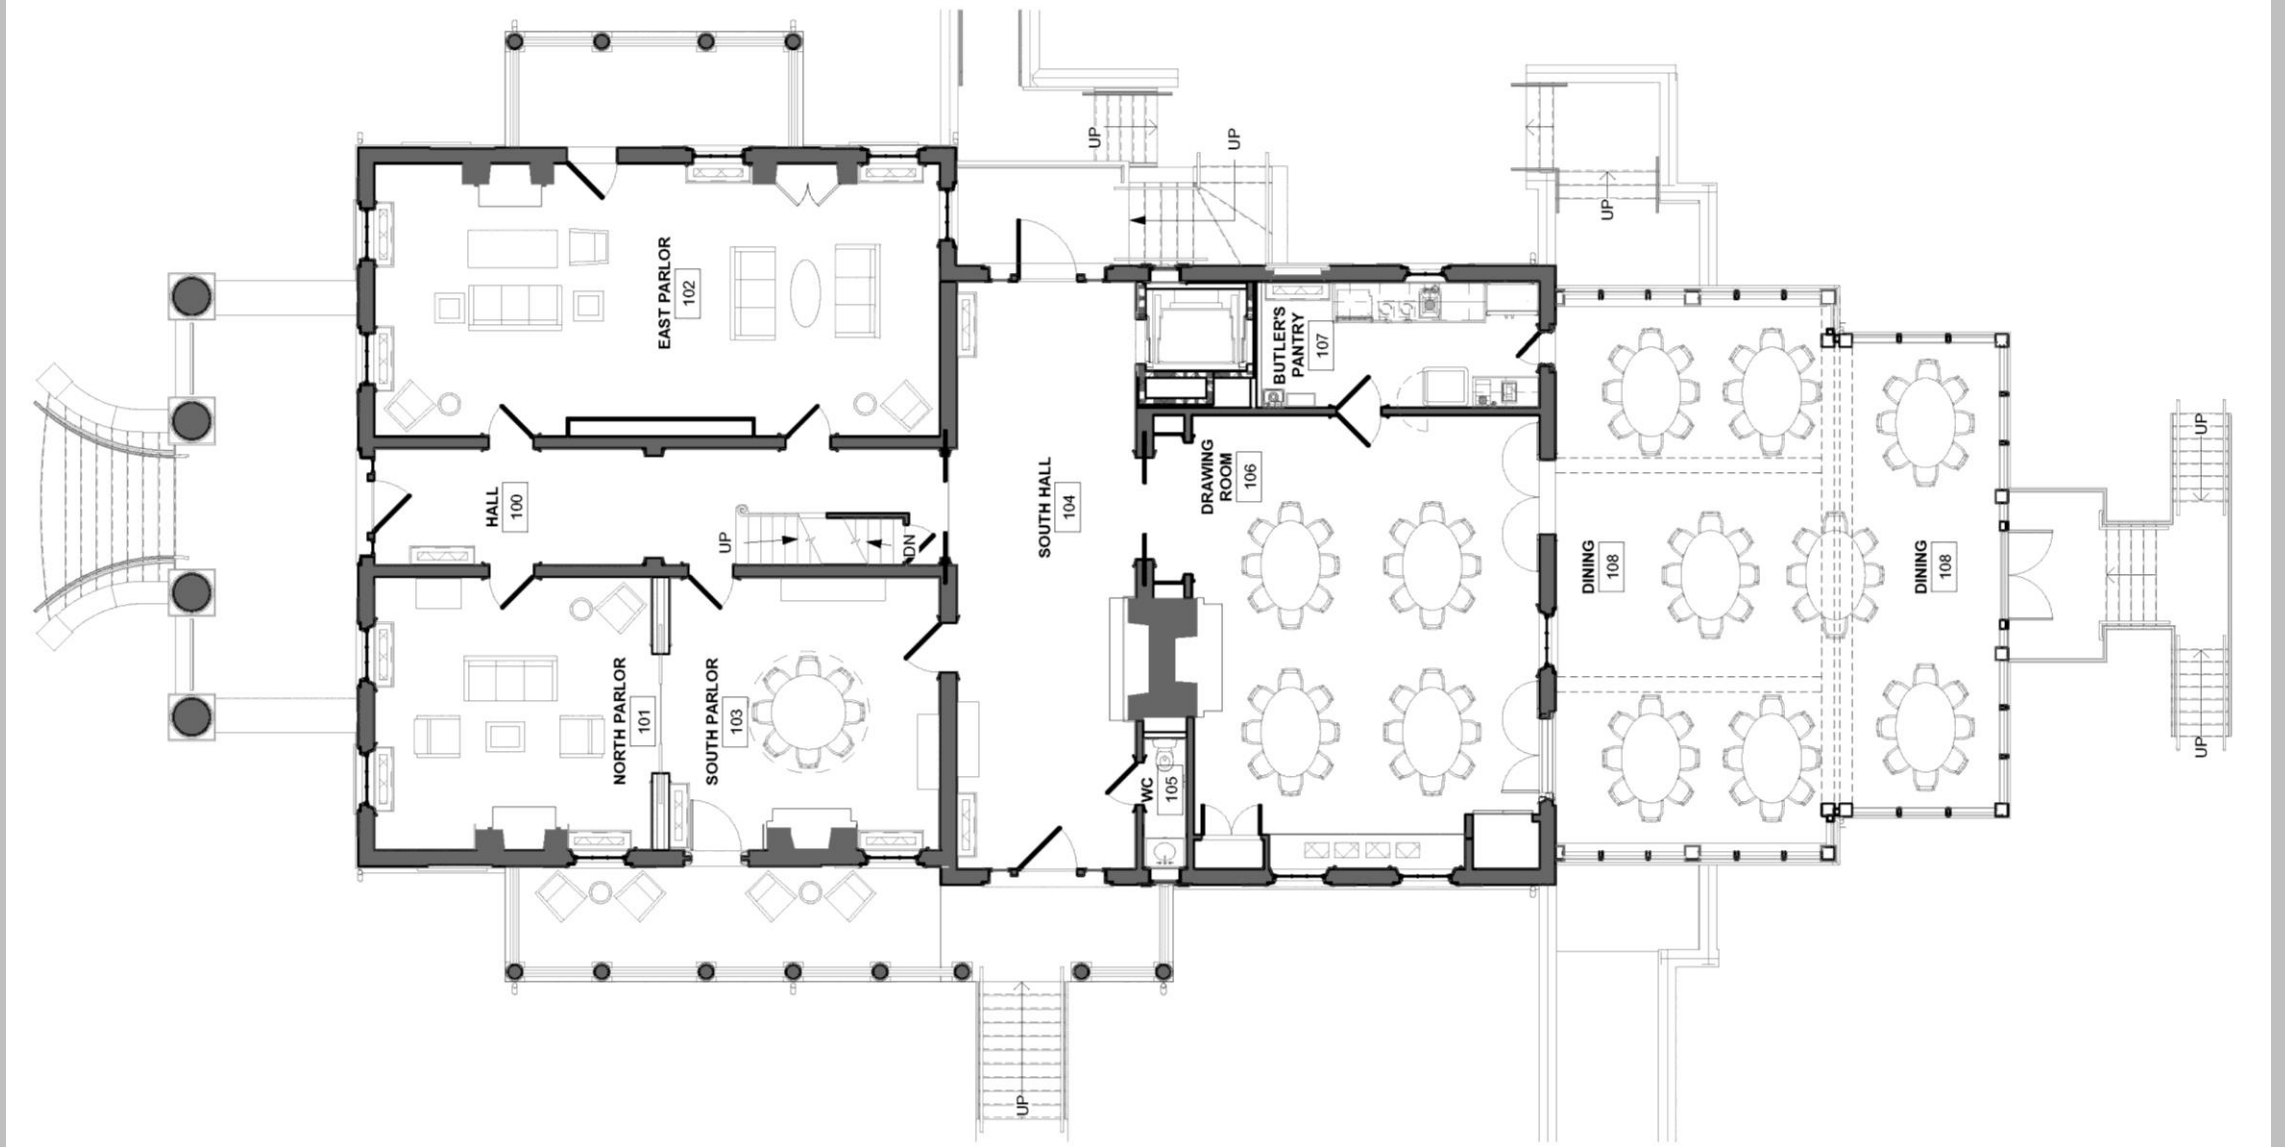 UP
UP
UP
EAST PARLOR
102
BUTLER'S
PANTRY
107
HALL
100
UP
DN
SOUTH HALL
104
DRAWING
ROOM
106
DINING
108
DINING
108
UP
UP
NORTH PARLOR
101
SOUTH PARLOR
103
WC
105
UP